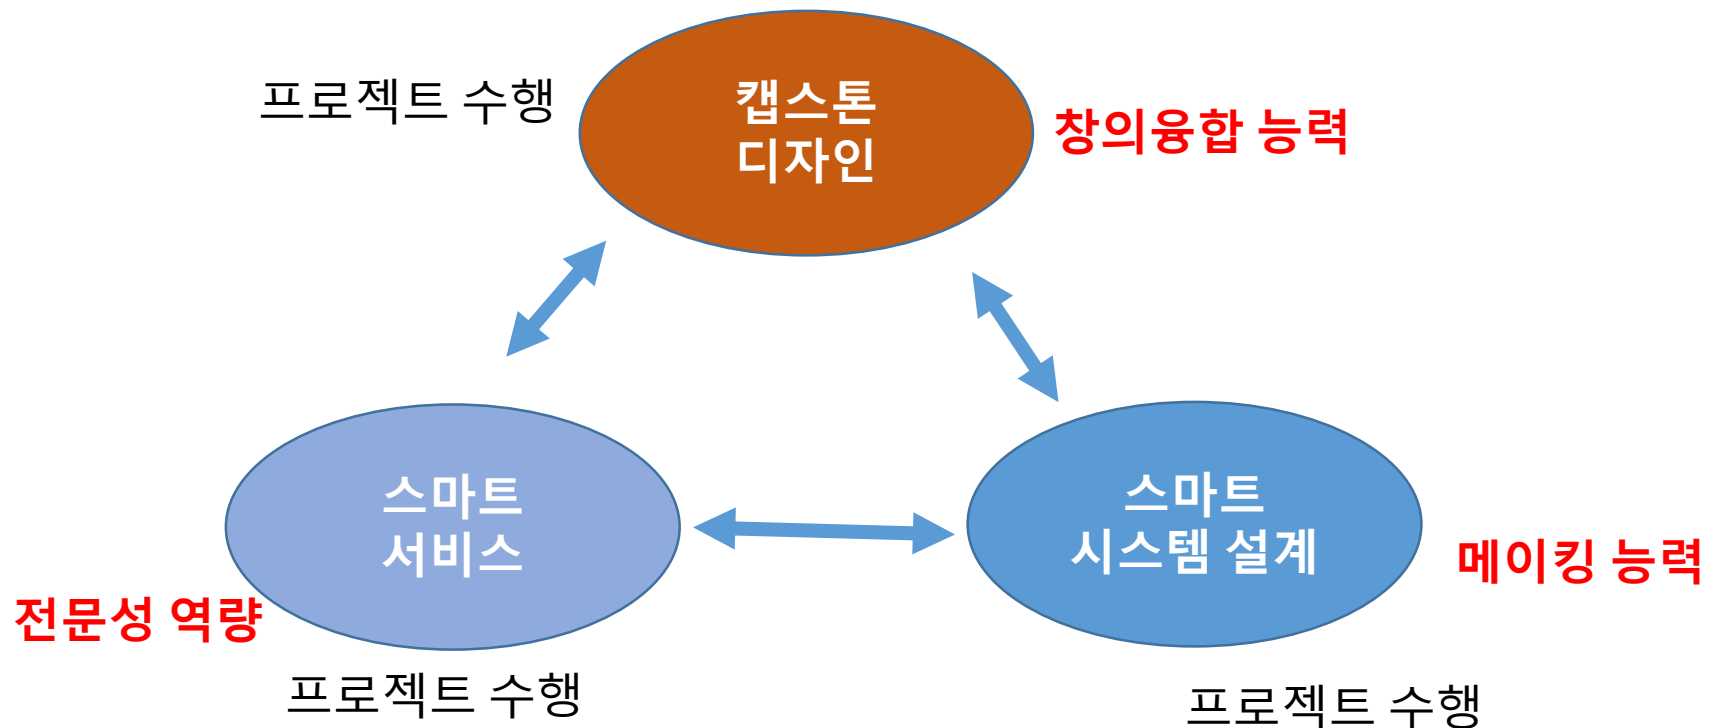 프로젝트 수행
캡스톤
디자인
창의융합 능력
스마트
서비스
스마트
시스템 설계
메이킹 능력
전문성 역량
프로젝트 수행
프로젝트 수행